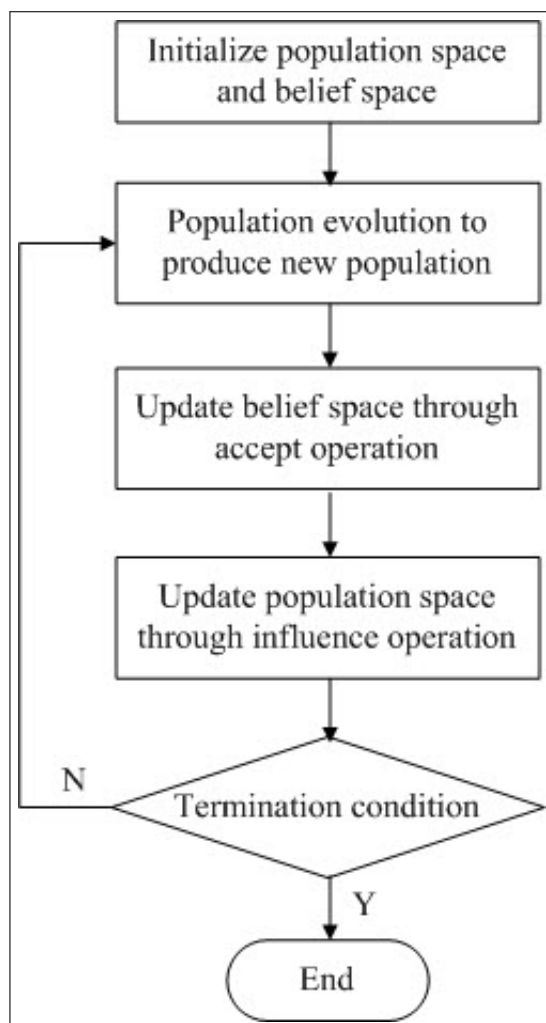 Initialize population space
and belief space
Population evolution to
produce new population
Update belief space through
accept operation
Update population space
through influence operation
N
Termination condition
Y
End